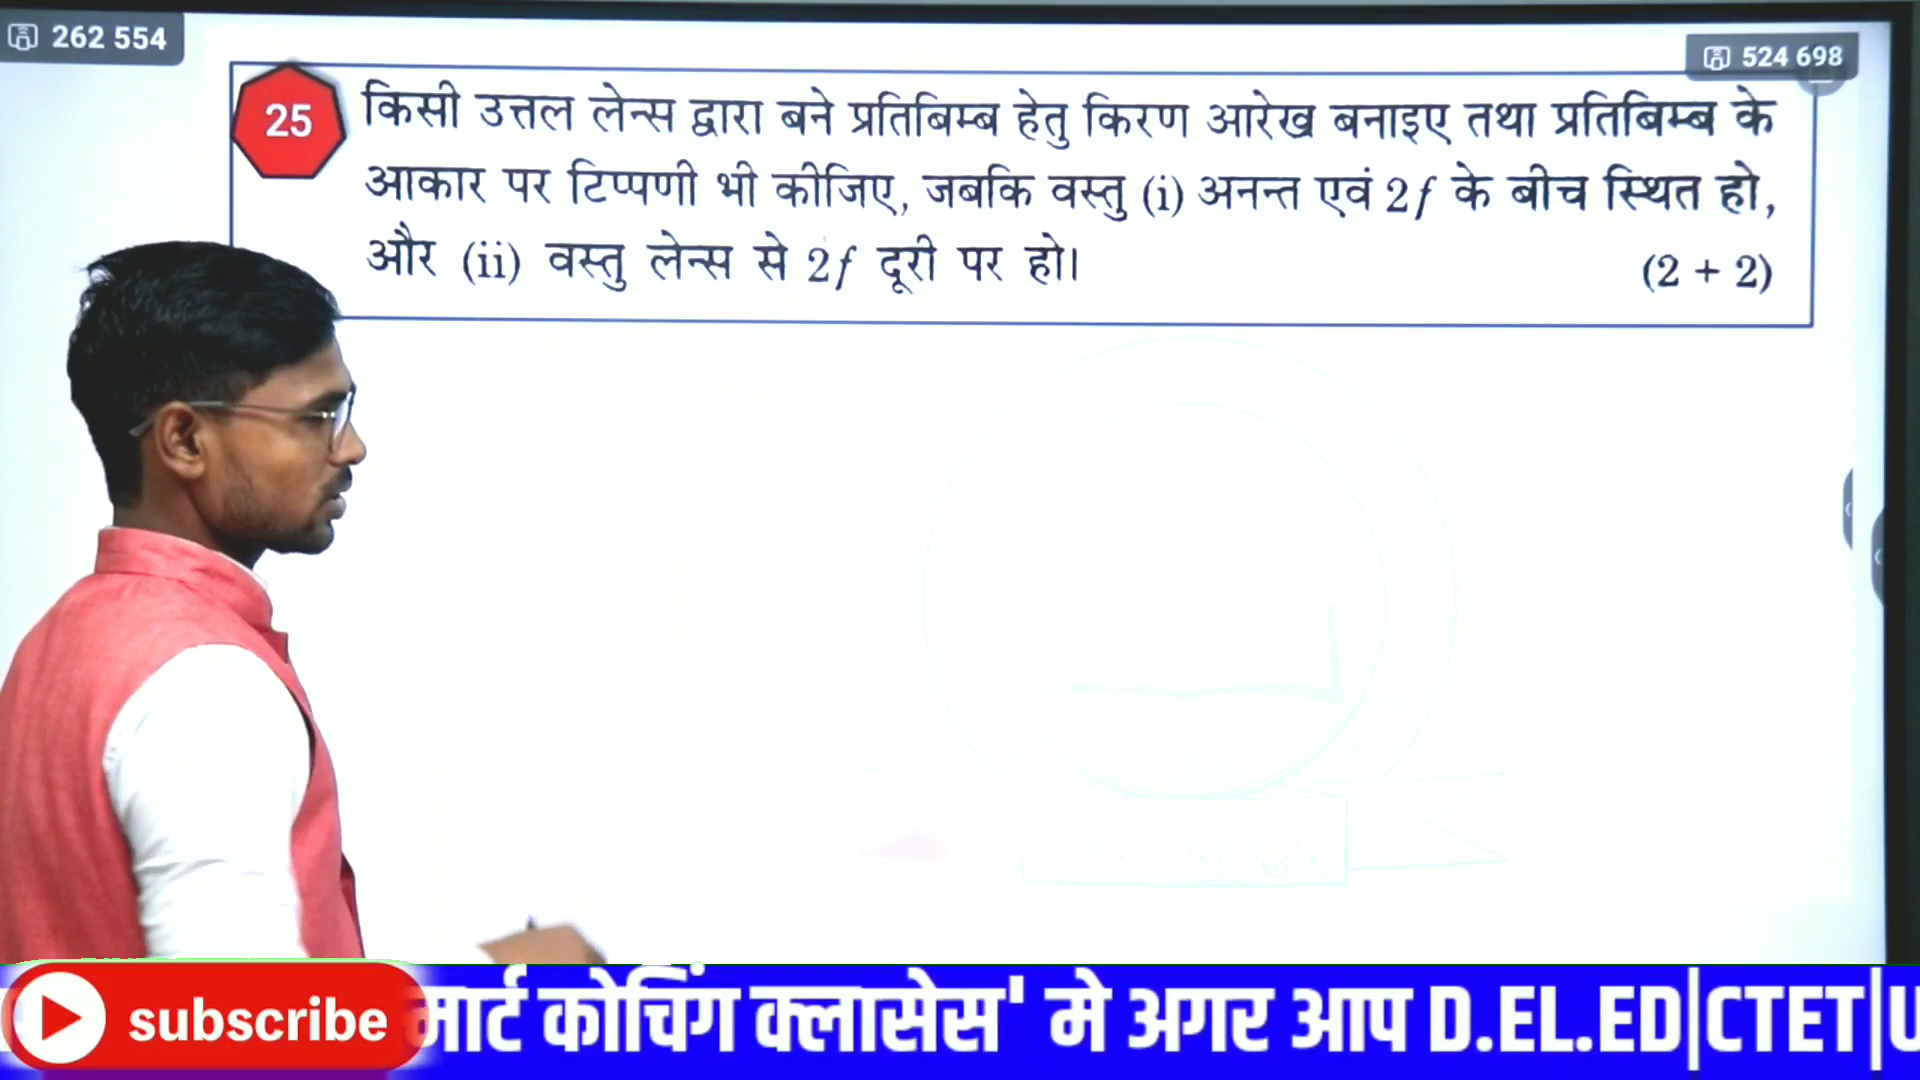 262 554
524 698
25
किसी उत्तल लेन्स द्वारा बने प्रतिबिम्ब हेतु किरण आरेख बनाइए तथा प्रतिबिम्ब के
आकार पर टिप्पणी भी कीजिए, जबकि वस्तु (i) अनन्त एवं 2f के बीच स्थित हो,
और (ii) वस्तु लेन्स से 2f दूरी पर हो।
(2 + 2)
subscribe
मार्ट कोचिंग क्लासेस' मे अगर आप D.EL.ED|CTET|U